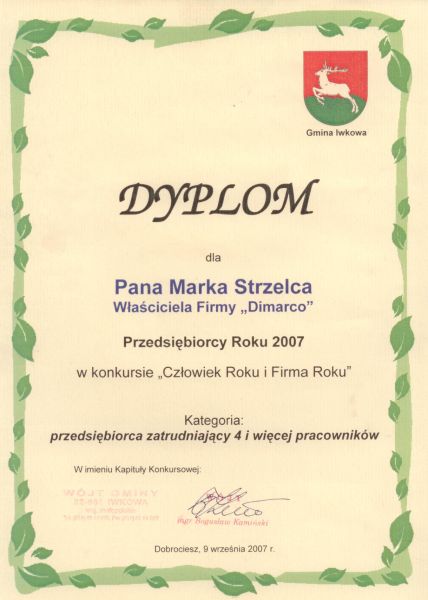 Gmina Iwkowa
DYPLOM
dla
Pana Marka Strzelca
Właściciela Firmy „Dimarco”
Przedsiębiorcy Roku 2007
w konkursie „Człowiek Roku i Firma Roku”
Kategoria:
przedsiębiorca zatrudniający 4 i więcej pracowników
W imieniu Kapituły Konkursowej:
WÓJT GMINY
IWKOWA
mgr Bogusław Kamiński
Dobrociesz, 9 września 2007 r.